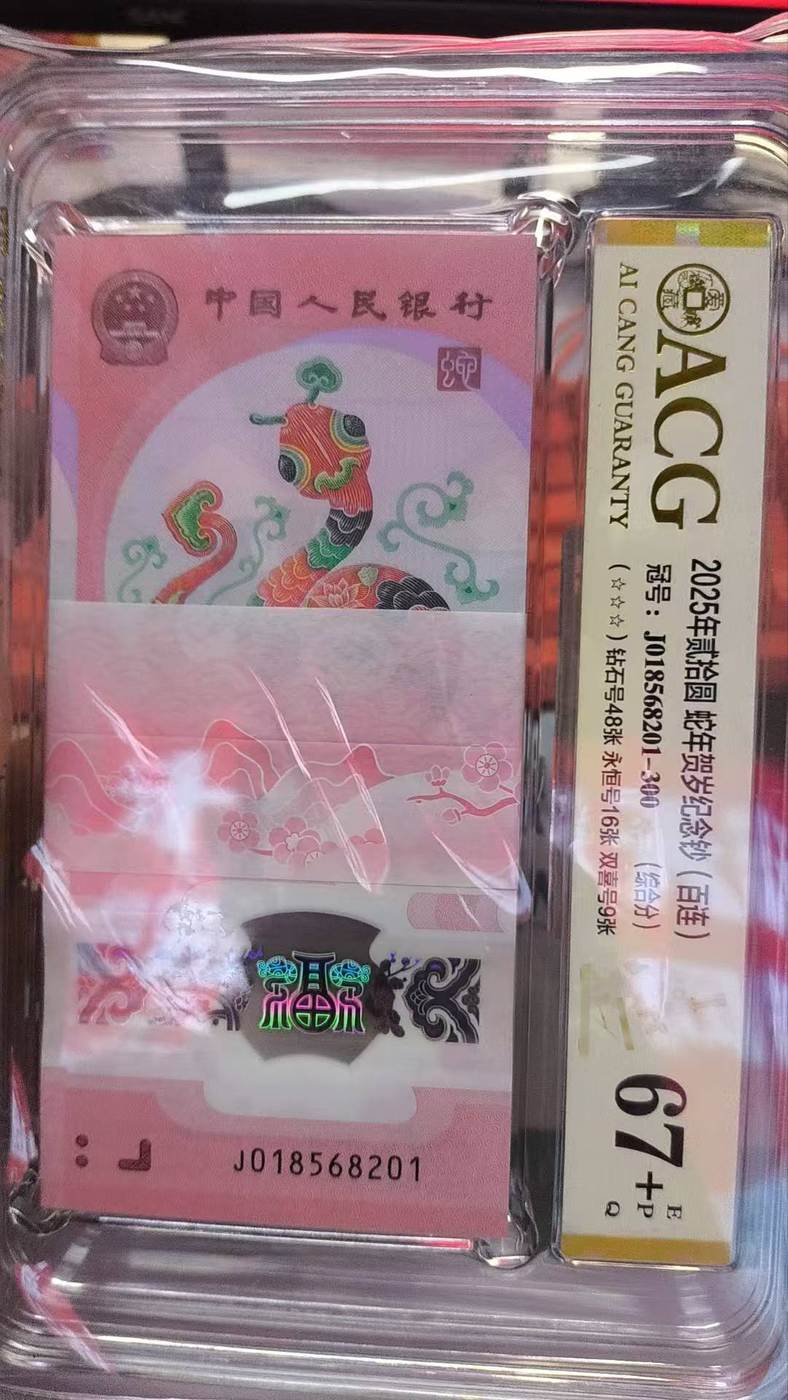 中国人民银行
蛇
J018568201
ACG
AI CANG GUARANTY
2025年贰拾圆 蛇年贺岁纪念钞（百连）
冠号：J018568201-300 （综合分）
（☆☆☆）钻石号48张 永恒号16张 双喜号9张
67+
E
P
Q